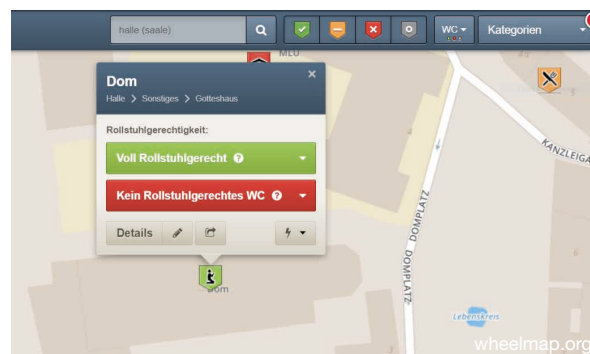 halle (saale)
WC
Kategorien
MLU
Dom
Halle > Sonstiges > Gotteshaus
Rollstuhlgerechtigkeit:
Voll Rollstuhlgerecht
Kein Rollstuhlgerechtes WC
Details
Dom
DOMPLATZ
DOMPLATZ
KANZLEIGA
Lebenskreis
wheelmap.org